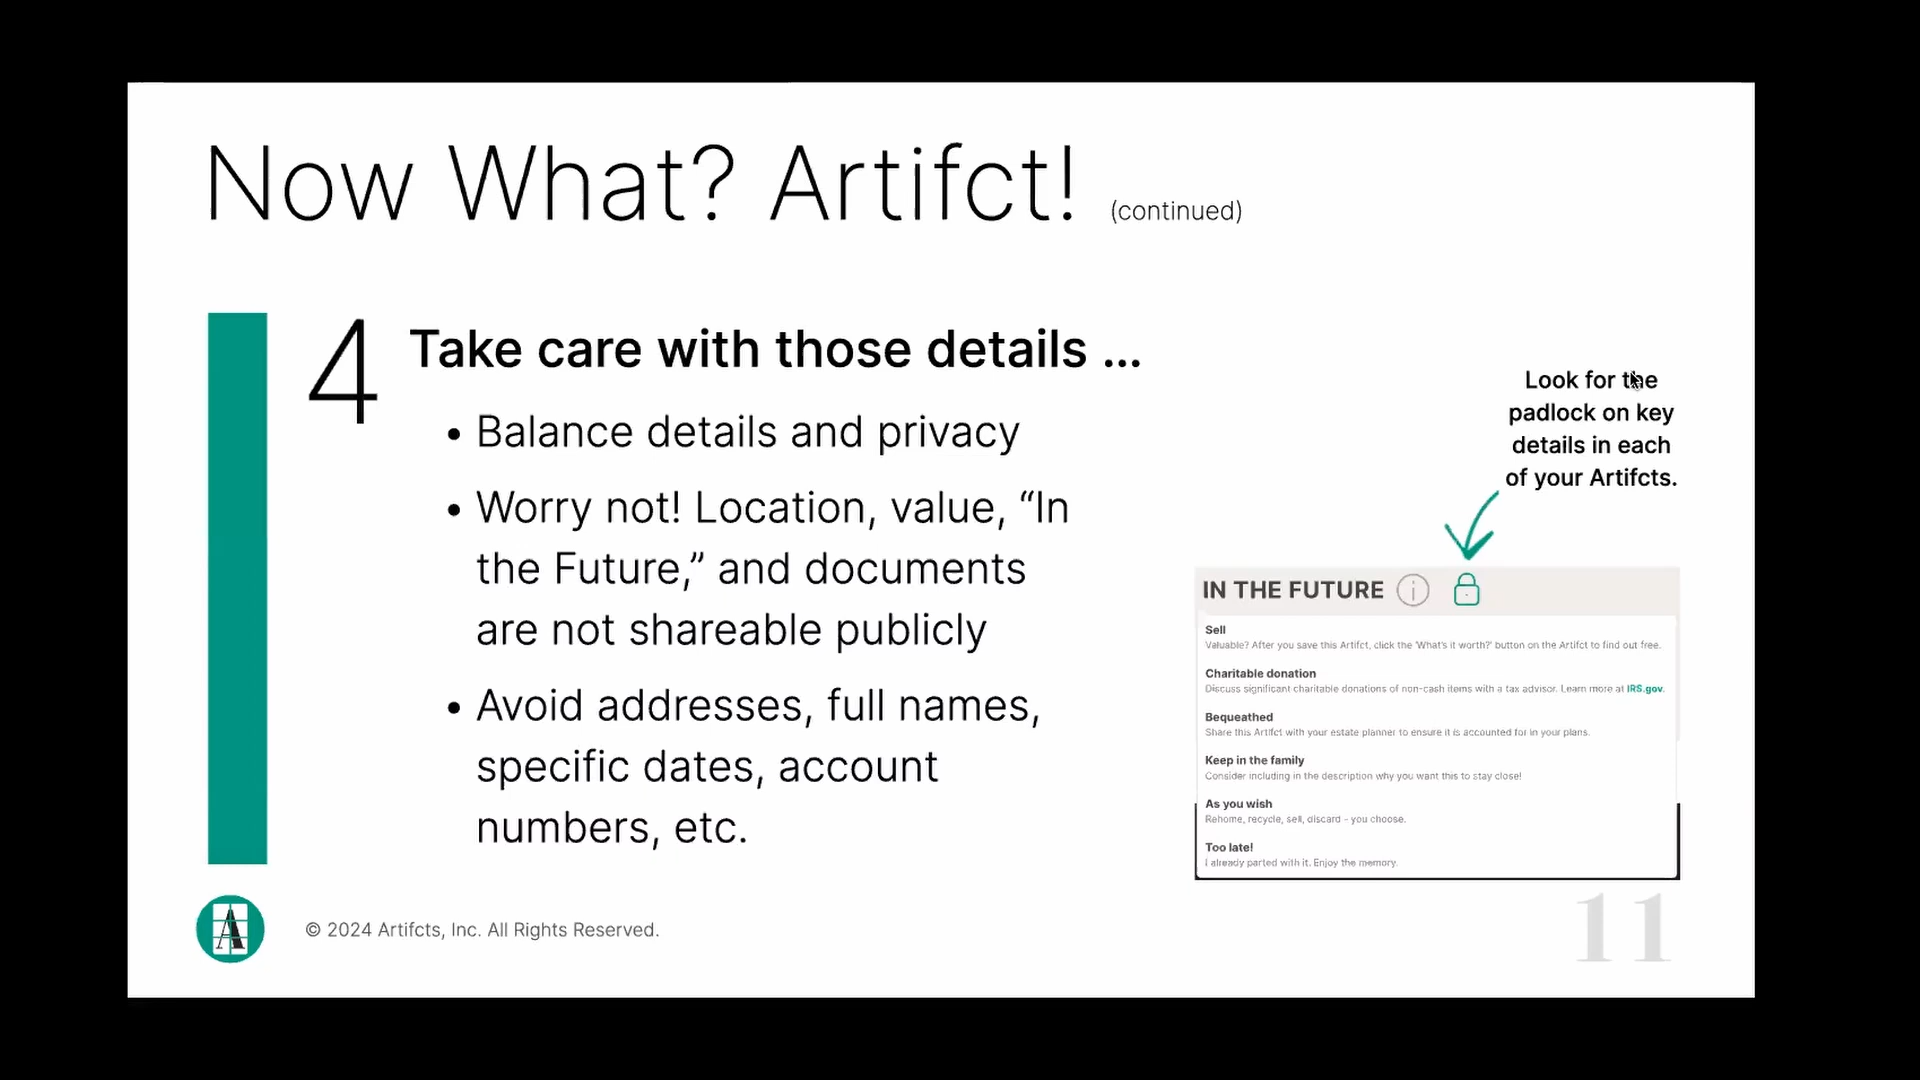 Now What? Artifct! (continued)
4
Take care with those details ...
• Balance details and privacy
• Worry not! Location, value, “In
the Future,” and documents
are not shareable publicly
• Avoid addresses, full names,
specific dates, account
numbers, etc.
Look for the
padlock on key
details in each
of your Artifcts.
IN THE FUTURE
Sell
Valuable? After you save this Artifct, click the 'What's it worth?' button on the Artifct to find out free.
Charitable donation
Discuss significant charitable donations of non-cash items with a tax advisor. Learn more at IRS.gov.
Bequeathed
Share this Artifct with your estate planner to ensure it is accounted for in your plans.
Keep in the family
Consider including in the description why you want this to stay close!
As you wish
Rehome, recycle, sell, discard - you choose.
Too late!
I already parted with it. Enjoy the memory.
A
© 2024 Artifcts, Inc. All Rights Reserved.
11